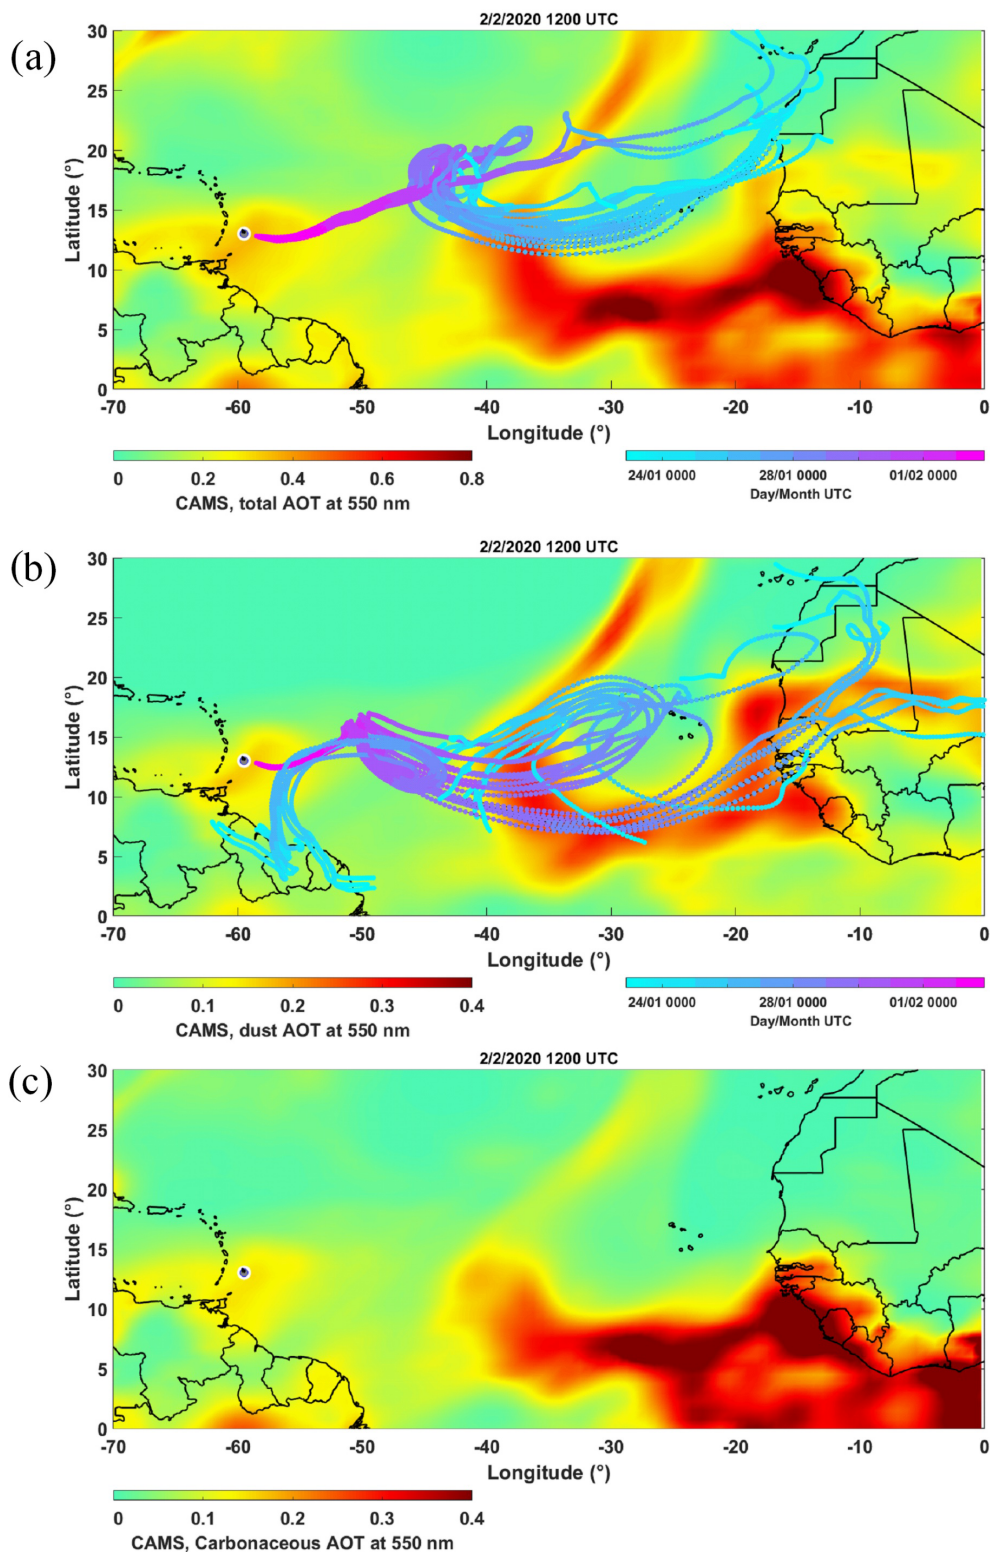 (a)
2/2/2020 1200 UTC
30
25
20
15
10
5
0
Latitude (°)
-70 -60 -50 -40 -30 -20 -10 0
Longitude (°)
0 0.2 0.4 0.6 0.8
CAMS, total AOT at 550 nm
24/01 0000 28/01 0000 01/02 0000
Day/Month UTC
(b)
2/2/2020 1200 UTC
30
25
20
15
10
5
0
Latitude (°)
-70 -60 -50 -40 -30 -20 -10 0
Longitude (°)
0 0.1 0.2 0.3 0.4
CAMS, dust AOT at 550 nm
24/01 0000 28/01 0000 01/02 0000
Day/Month UTC
(c)
2/2/2020 1200 UTC
30
25
20
15
10
5
0
Latitude (°)
-70 -60 -50 -40 -30 -20 -10 0
Longitude (°)
0 0.1 0.2 0.3 0.4
CAMS, Carbonaceous AOT at 550 nm